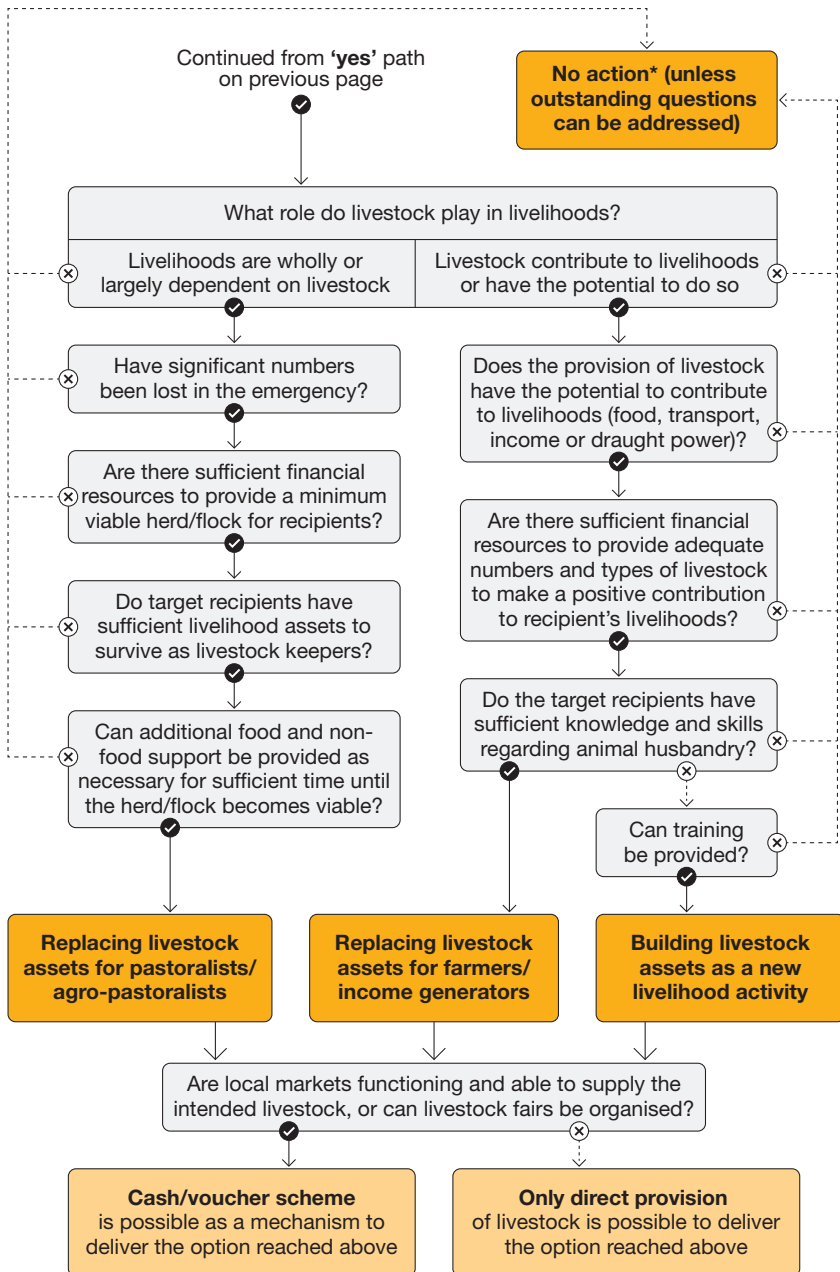 Continued from ‘yes’ path
on previous page
No action* (unless
outstanding questions
can be addressed)
What role do livestock play in livelihoods?
Livelihoods are wholly or
largely dependent on livestock
Livestock contribute to livelihoods
or have the potential to do so
Have significant numbers
been lost in the emergency?
Does the provision of livestock
have the potential to contribute
to livelihoods (food, transport,
income or draught power)?
Are there sufficient financial
resources to provide a minimum
viable herd/flock for recipients?
Are there sufficient financial
resources to provide adequate
numbers and types of livestock
to make a positive contribution
to recipient’s livelihoods?
Do target recipients have
sufficient livelihood assets to
survive as livestock keepers?
Do the target recipients have
sufficient knowledge and skills
regarding animal husbandry?
Can additional food and non-
food support be provided as
necessary for sufficient time until
the herd/flock becomes viable?
Can training
be provided?
Replacing livestock
assets for pastoralists/
agro-pastoralists
Replacing livestock
assets for farmers/
income generators
Building livestock
assets as a new
livelihood activity
Are local markets functioning and able to supply the
intended livestock, or can livestock fairs be organised?
Cash/voucher scheme
is possible as a mechanism to
deliver the option reached above
Only direct provision
of livestock is possible to deliver
the option reached above